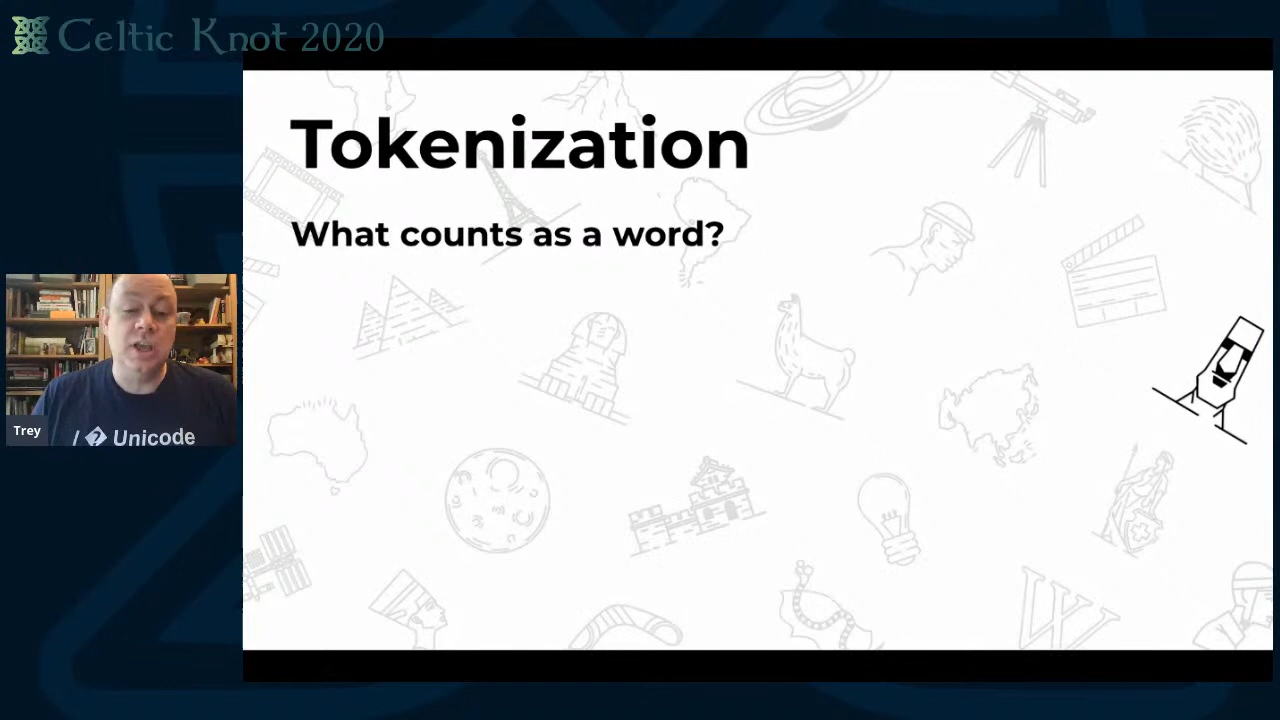 Celtic Knot 2020
Tokenization
What counts as a word?
Trey
/ � Unicode
W